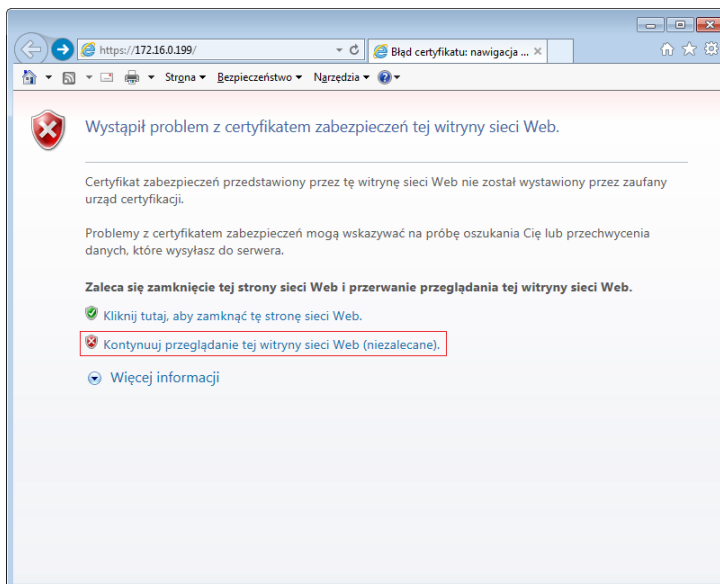 https://172.16.0.199/
Błąd certyfikatu: nawigacja ...
Strona
Bezpieczeństwo
Narzędzia
Wystąpił problem z certyfikatem zabezpieczeń tej witryny sieci Web.
Certyfikat zabezpieczeń przedstawiony przez tę witrynę sieci Web nie został wystawiony przez zaufany
urząd certyfikacji.
Problemy z certyfikatem zabezpieczeń mogą wskazywać na próbę oszukania Cię lub przechwycenia
danych, które wysyłasz do serwera.
Zaleca się zamknięcie tej strony sieci Web i przerwanie przeglądania tej witryny sieci Web.
Kliknij tutaj, aby zamknąć tę stronę sieci Web.
Kontynuuj przeglądanie tej witryny sieci Web (niezalecane).
Więcej informacji